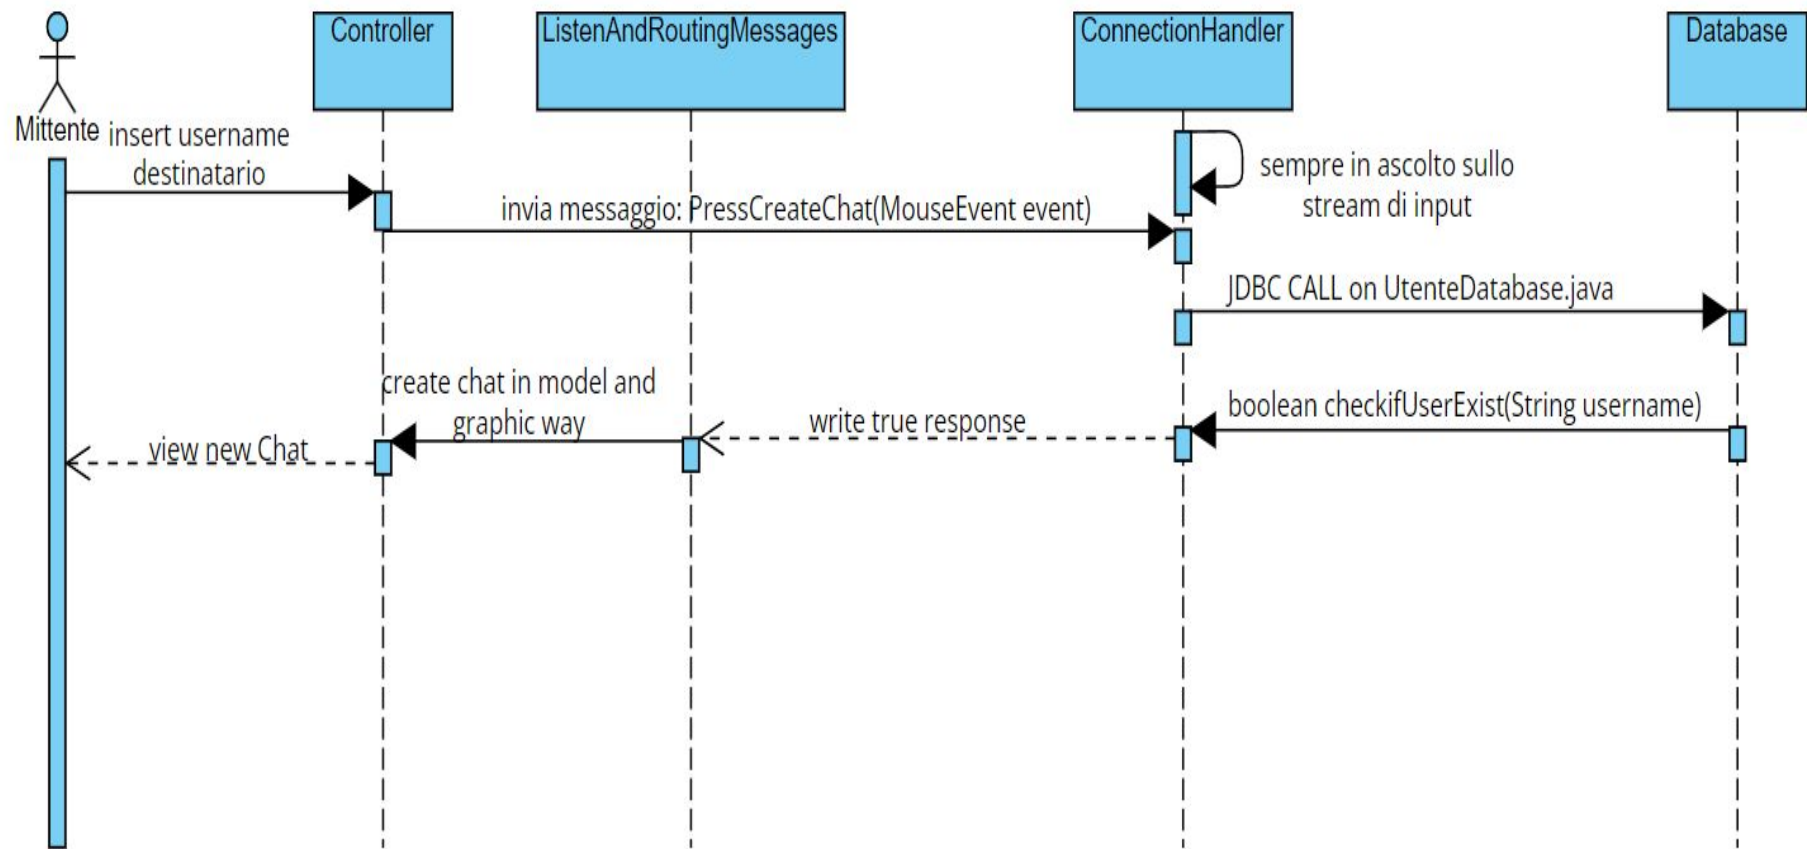 Controller
ListenAndRoutingMessages
ConnectionHandler
Database
Mittente
insert username
destinatario
sempre in ascolto sullo
stream di input
invia messaggio: PressCreateChat(MouseEvent event)
JDBC CALL on UtenteDatabase.java
create chat in model and
graphic way
write true response
boolean checkifUserExist(String username)
view new Chat